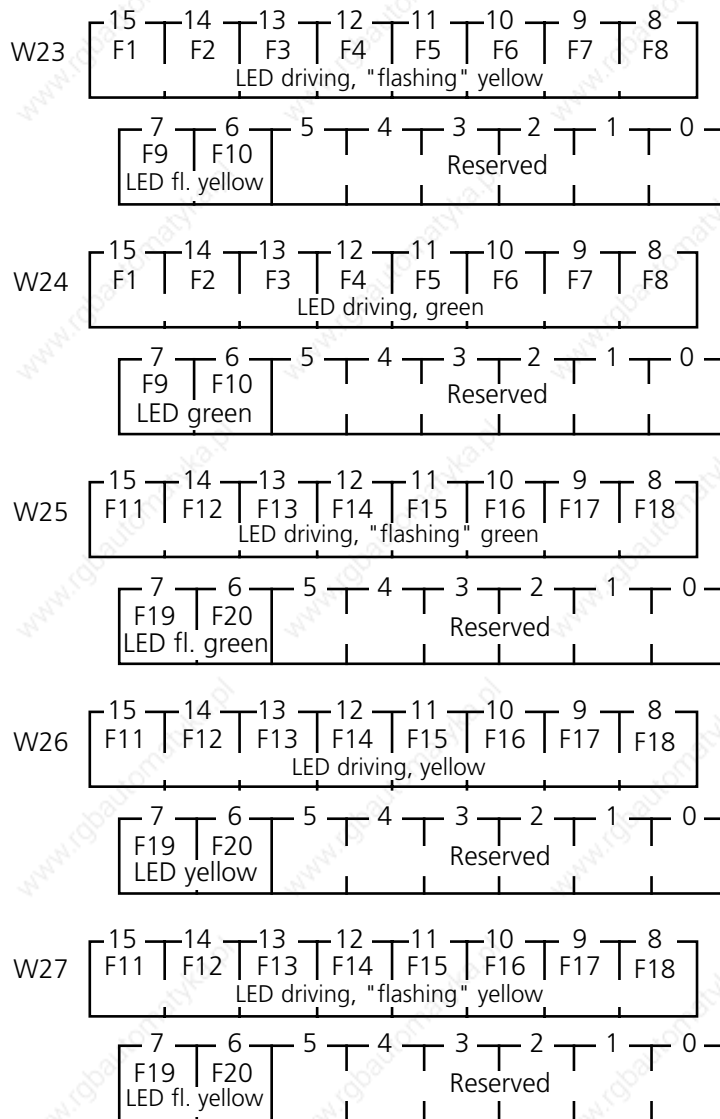 15 14 13 12 11 10 9 8
W23 F1 F2 F3 F4 F5 F6 F7 F8
LED driving, "flashing" yellow
7 6 5 4 3 2 1 0
F9 F10 Reserved
LED fl. yellow
15 14 13 12 11 10 9 8
W24 F1 F2 F3 F4 F5 F6 F7 F8
LED driving, green
7 6 5 4 3 2 1 0
F9 F10 Reserved
LED green
15 14 13 12 11 10 9 8
W25 F11 F12 F13 F14 F15 F16 F17 F18
LED driving, "flashing" green
7 6 5 4 3 2 1 0
F19 F20 Reserved
LED fl. green
15 14 13 12 11 10 9 8
W26 F11 F12 F13 F14 F15 F16 F17 F18
LED driving, yellow
7 6 5 4 3 2 1 0
F19 F20 Reserved
LED yellow
15 14 13 12 11 10 9 8
W27 F11 F12 F13 F14 F15 F16 F17 F18
LED driving, "flashing" yellow
7 6 5 4 3 2 1 0
F19 F20 Reserved
LED fl. yellow
www.rgbautomatyka.pl